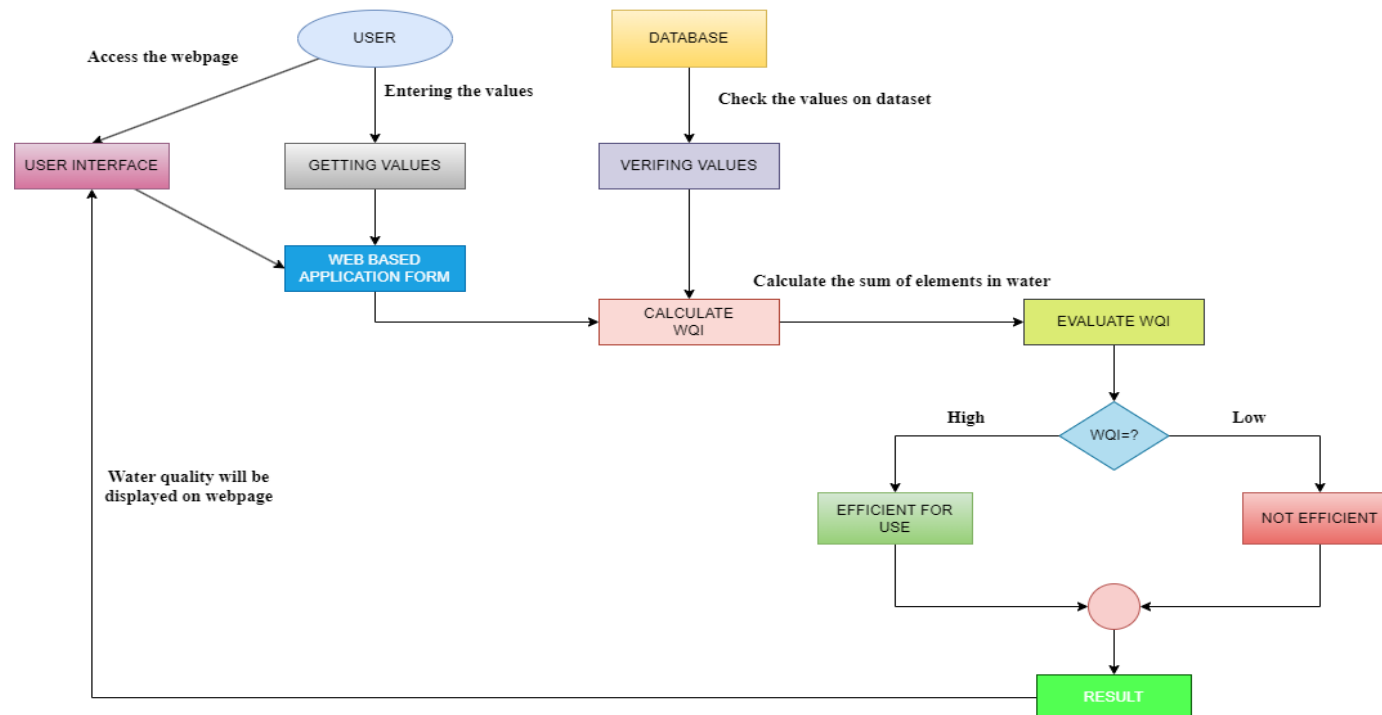 USER
DATABASE
Access the webpage
Entering the values
Check the values on dataset
USER INTERFACE
GETTING VALUES
VERIFING VALUES
WEB BASED
APPLICATION FORM
Calculate the sum of elements in water
CALCULATE
WQI
EVALUATE WQI
High
WQI=?
Low
Water quality will be
displayed on webpage
EFFICIENT FOR
USE
NOT EFFICIENT
RESULT